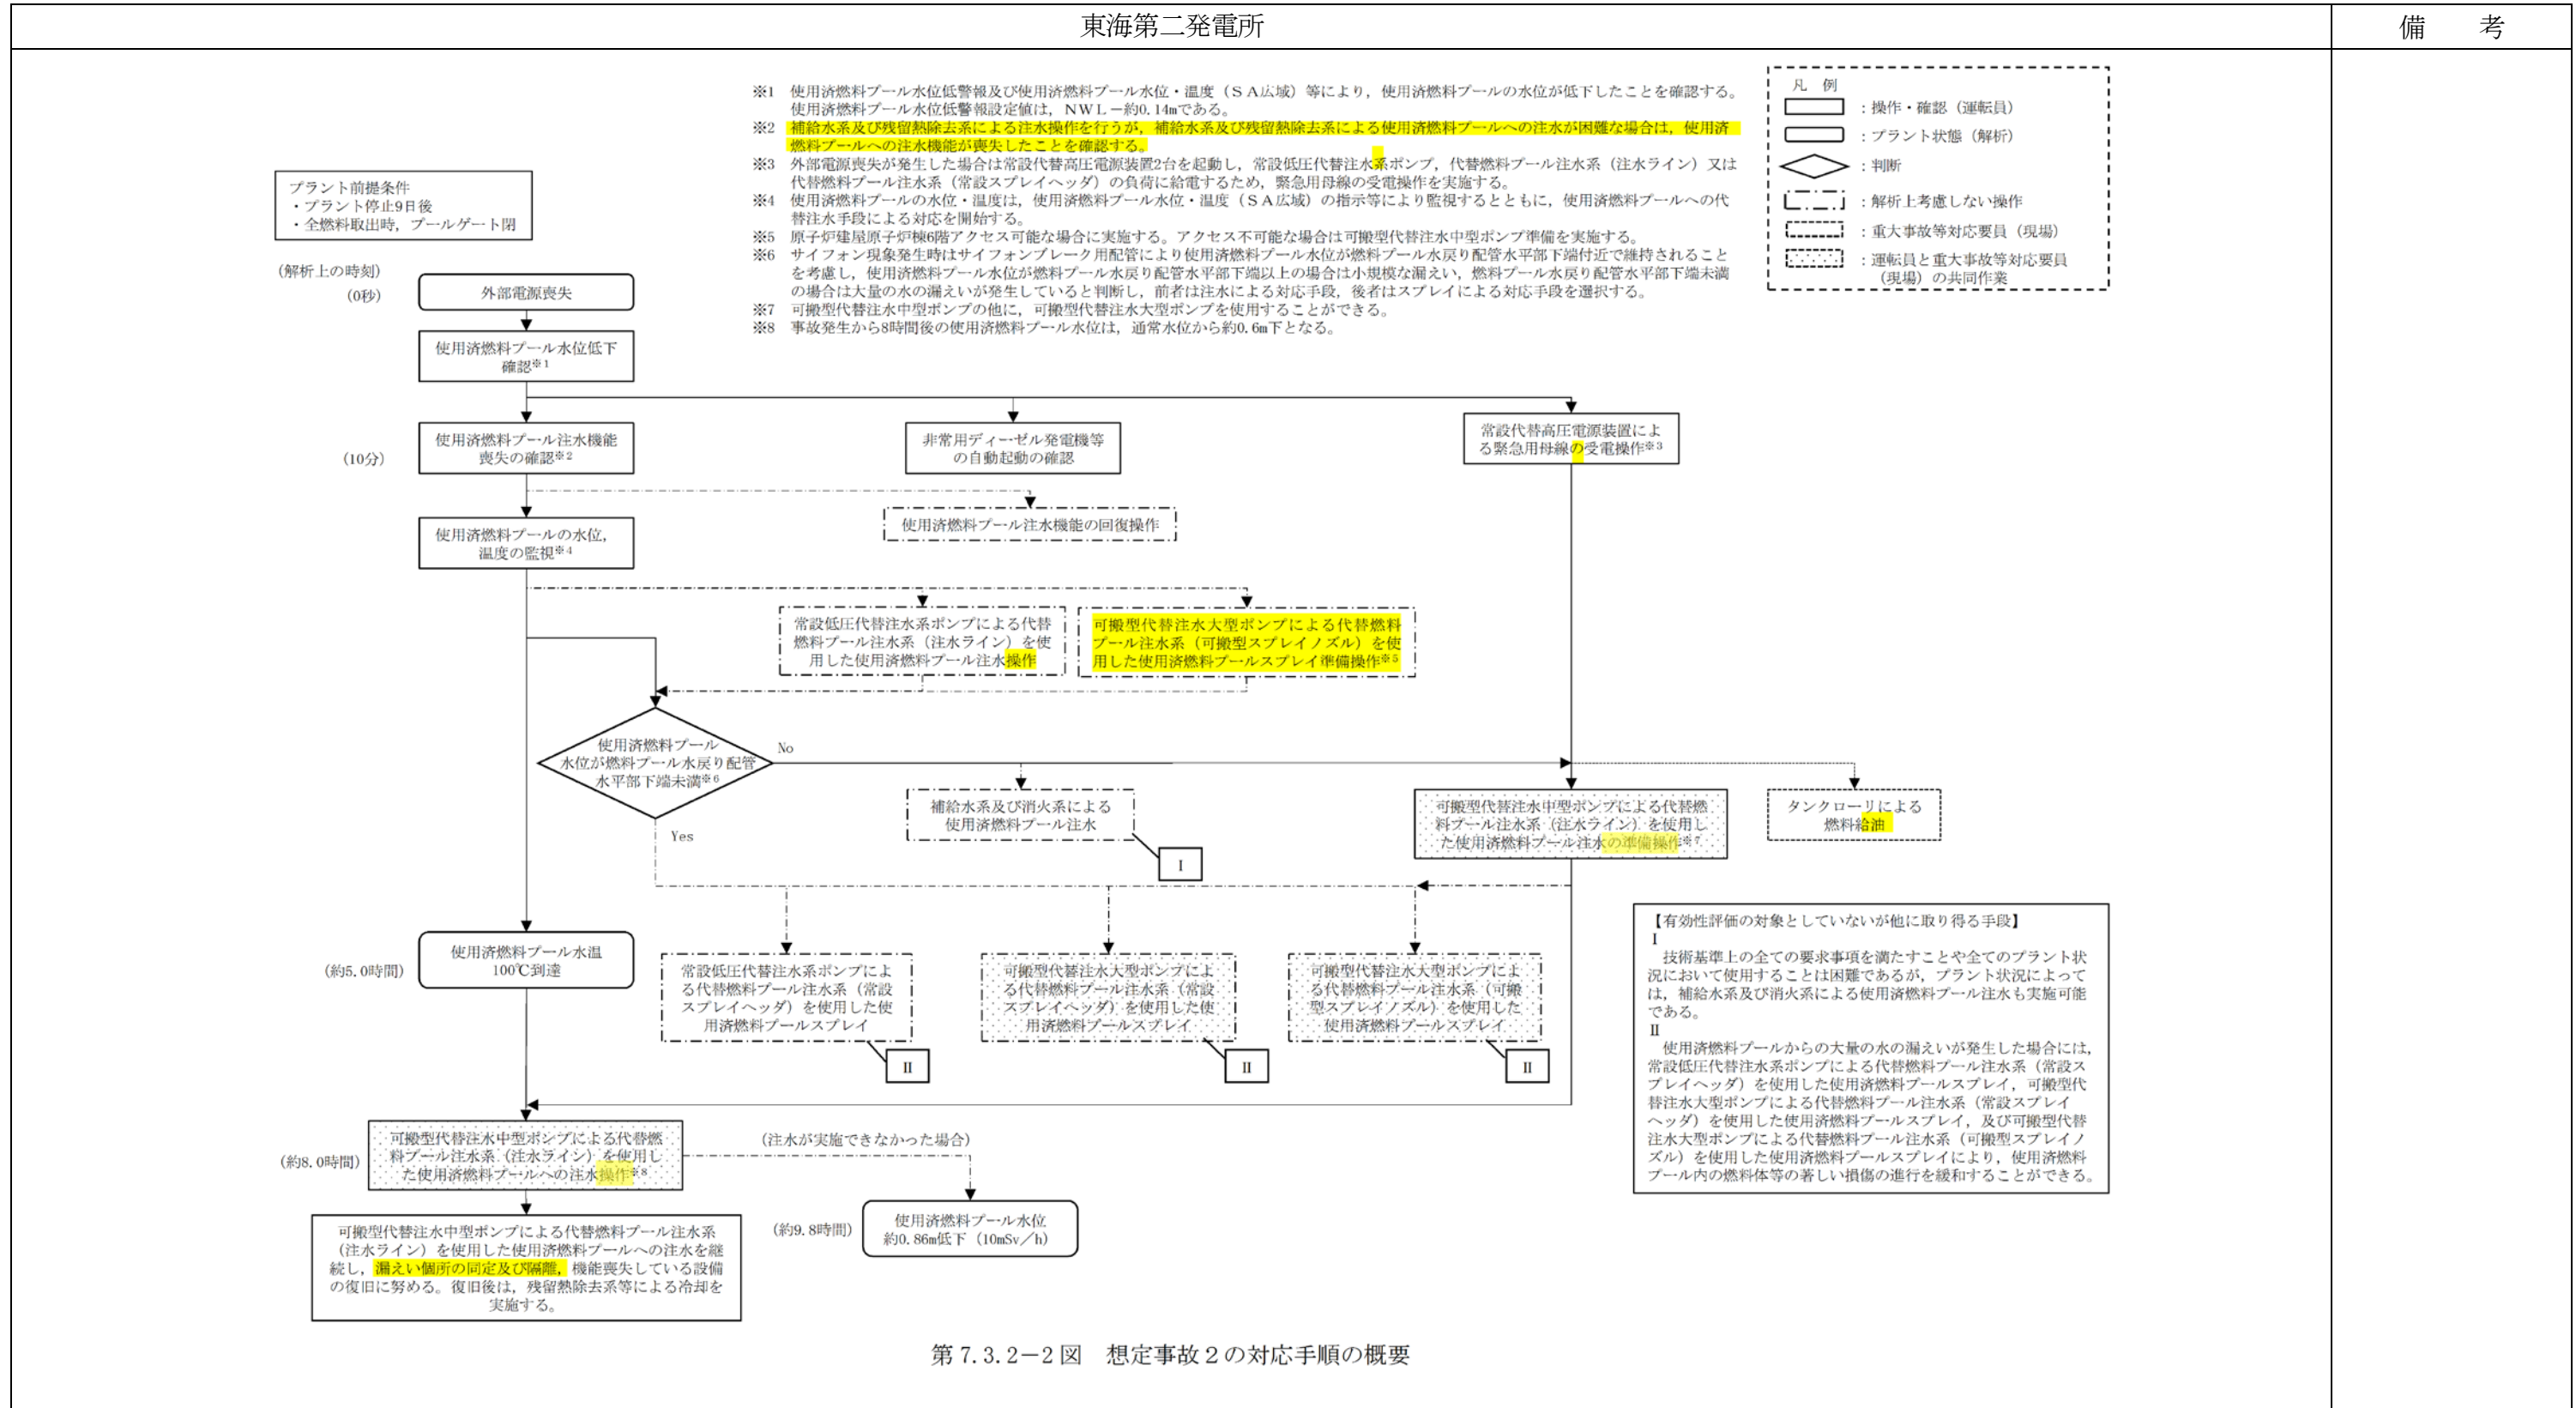 東海第二発電所
備　　考
※1　使用済燃料プール水位低警報及び使用済燃料プール水位・温度（ＳＡ広域）等により，使用済燃料プールの水位が低下したことを確認する。
使用済燃料プール水位低警報設定値は，ＮＷＬ－約0.14mである。
※2　補給水系及び残留熱除去系による注水操作を行うが，補給水系及び残留熱除去系による使用済燃料プールへの注水が困難な場合は，使用済
燃料プールへの注水機能が喪失したことを確認する。
※3　外部電源喪失が発生した場合は常設代替高圧電源装置2台を起動し，常設低圧代替注水系ポンプ，代替燃料プール注水系（注水ライン）又は
代替燃料プール注水系（常設スプレイヘッダ）の負荷に給電するため，緊急用母線の受電操作を実施する。
※4　使用済燃料プールの水位・温度は，使用済燃料プール水位・温度（ＳＡ広域）の指示等により監視するとともに，使用済燃料プールへの代
替注水手段による対応を開始する。
※5　原子炉建屋原子炉棟6階アクセス可能な場合に実施する。アクセス不可能な場合は可搬型代替注水中型ポンプ準備を実施する。
※6　サイフォン現象発生時はサイフォンブレーク用配管により使用済燃料プール水位が燃料プール水戻り配管水平部下端付近で維持されること
を考慮し，使用済燃料プール水位が燃料プール水戻り配管水平部下端以上の場合は小規模な漏えい，燃料プール水戻り配管水平部下端未満
の場合は大量の水の漏えいが発生していると判断し，前者は注水による対応手段，後者はスプレイによる対応手段を選択する。
※7　可搬型代替注水中型ポンプの他に，可搬型代替注水大型ポンプを使用することができる。
※8　事故発生から8時間後の使用済燃料プール水位は，通常水位から約0.6m下となる。
凡　例
：操作・確認（運転員）
：プラント状態（解析）
：判断
：解析上考慮しない操作
：重大事故等対応要員（現場）
：運転員と重大事故等対応要員
（現場）の共同作業
プラント前提条件
・プラント停止9日後
・全燃料取出時，プールゲート閉
（解析上の時刻）
（0秒）
外部電源喪失
使用済燃料プール水位低下
確認※1
（10分）
使用済燃料プール注水機能
喪失の確認※2
非常用ディーゼル発電機等
の自動起動の確認
常設代替高圧電源装置によ
る緊急用母線の受電操作※3
使用済燃料プール注水機能の回復操作
使用済燃料プールの水位，
温度の監視※4
常設低圧代替注水系ポンプによる代替
燃料プール注水系（注水ライン）を使
用した使用済燃料プール注水操作
可搬型代替注水大型ポンプによる代替燃料
プール注水系（可搬型スプレイノズル）を使
用した使用済燃料プールスプレイ準備操作※5
使用済燃料プール
水位が燃料プール水戻り配管
水平部下端未満※6
No
Yes
補給水系及び消火系による
使用済燃料プール注水
Ⅰ
可搬型代替注水中型ポンプによる代替燃
料プール注水系（注水ライン）を使用し
た使用済燃料プール注水の準備操作※7
タンクローリによる
燃料給油
（約5.0時間）
使用済燃料プール水温
100℃到達
常設低圧代替注水系ポンプによ
る代替燃料プール注水系（常設
スプレイヘッダ）を使用した使
用済燃料プールスプレイ
Ⅱ
可搬型代替注水大型ポンプによ
る代替燃料プール注水系（常設
スプレイヘッダ）を使用した使
用済燃料プールスプレイ
Ⅱ
可搬型代替注水大型ポンプによ
る代替燃料プール注水系（可搬
型スプレイノズル）を使用した
使用済燃料プールスプレイ
Ⅱ
【有効性評価の対象としていないが他に取り得る手段】
Ⅰ
技術基準上の全ての要求事項を満たすことや全てのプラント状
況において使用することは困難であるが，プラント状況によって
は，補給水系及び消火系による使用済燃料プール注水も実施可能
である。
Ⅱ
使用済燃料プールからの大量の水の漏えいが発生した場合には，
常設低圧代替注水系ポンプによる代替燃料プール注水系（常設ス
プレイヘッダ）を使用した使用済燃料プールスプレイ，可搬型代
替注水大型ポンプによる代替燃料プール注水系（常設スプレイ
ヘッダ）を使用した使用済燃料プールスプレイ，及び可搬型代替
注水大型ポンプによる代替燃料プール注水系（可搬型スプレイノ
ズル）を使用した使用済燃料プールスプレイにより，使用済燃料
プール内の燃料体等の著しい損傷の進行を緩和することができる。
（約8.0時間）
可搬型代替注水中型ポンプによる代替燃
料プール注水系（注水ライン）を使用し
た使用済燃料プールへの注水操作※8
（注水が実施できなかった場合）
（約9.8時間）
使用済燃料プール水位
約0.86m低下（10mSv／h）
可搬型代替注水中型ポンプによる代替燃料プール注水系
（注水ライン）を使用した使用済燃料プールへの注水を継
続し，漏えい個所の同定及び隔離，機能喪失している設備
の復旧に努める。復旧後は，残留熱除去系等による冷却を
実施する。
第 7.3.2－2 図　想定事故２の対応手順の概要